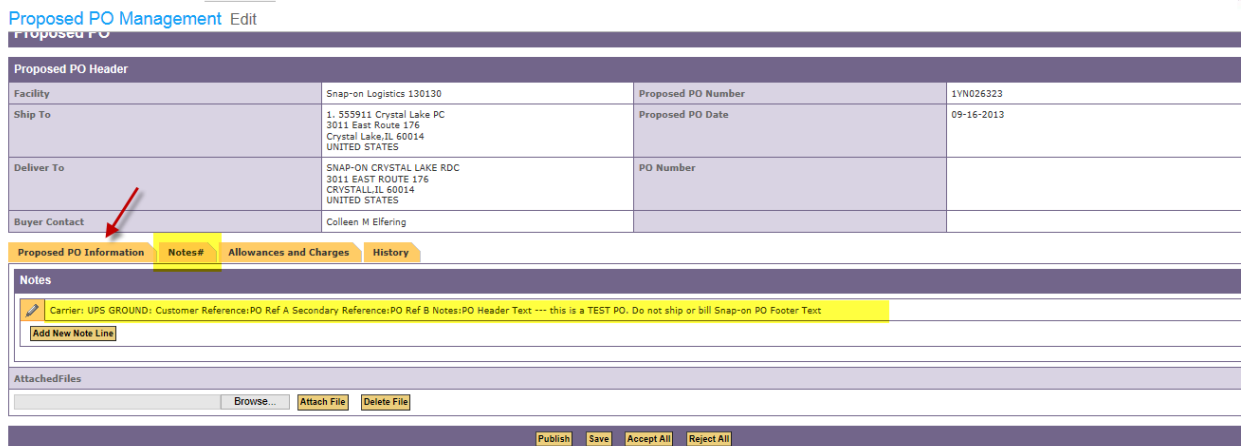 Proposed PO Management Edit
Proposed PO
Proposed PO Header
Facility Snap-on Logistics 130130 Proposed PO Number 1YN026323
Ship To 1. 555911 Crystal Lake PC Proposed PO Date 09-16-2013
3011 East Route 176
Crystal Lake,IL 60014
UNITED STATES
Deliver To SNAP-ON CRYSTAL LAKE RDC PO Number
3011 EAST ROUTE 176
CRYSTALL,IL 60014
UNITED STATES
Buyer Contact Colleen M Elfering
Proposed PO Information Notes# Allowances and Charges History
Notes
Carrier: UPS GROUND: Customer Reference:PO Ref A Secondary Reference:PO Ref B Notes:PO Header Text --- this is a TEST PO. Do not ship or bill Snap-on PO Footer Text
Add New Note Line
AttachedFiles
Browse... Attach File Delete File
Publish Save Accept All Reject All